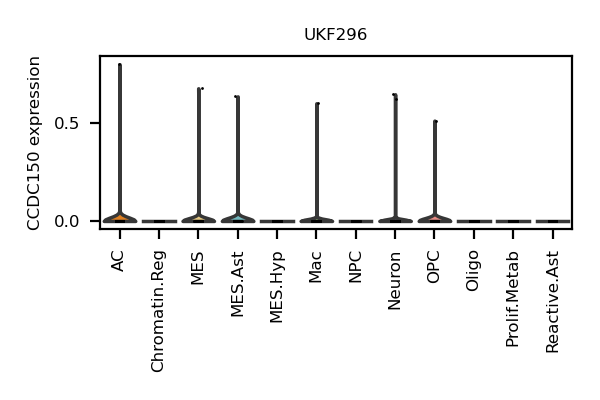 UKF296
CCDC150 expression
0.5
0.0
AC
Chromatin.Reg
MES
MES.Ast
MES.Hyp
Mac
NPC
Neuron
OPC
Oligo
Prolif.Metab
Reactive.Ast